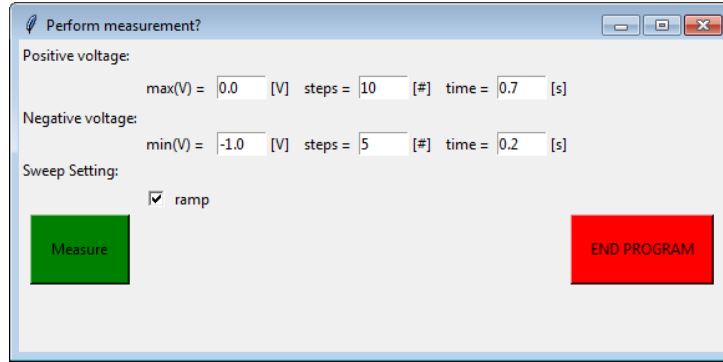 Perform measurement?
Positive voltage:
max(V) = 0.0 [V] steps = 10 [#] time = 0.7 [s]
Negative voltage:
min(V) = -1.0 [V] steps = 5 [#] time = 0.2 [s]
Sweep Setting:
ramp
Measure END PROGRAM